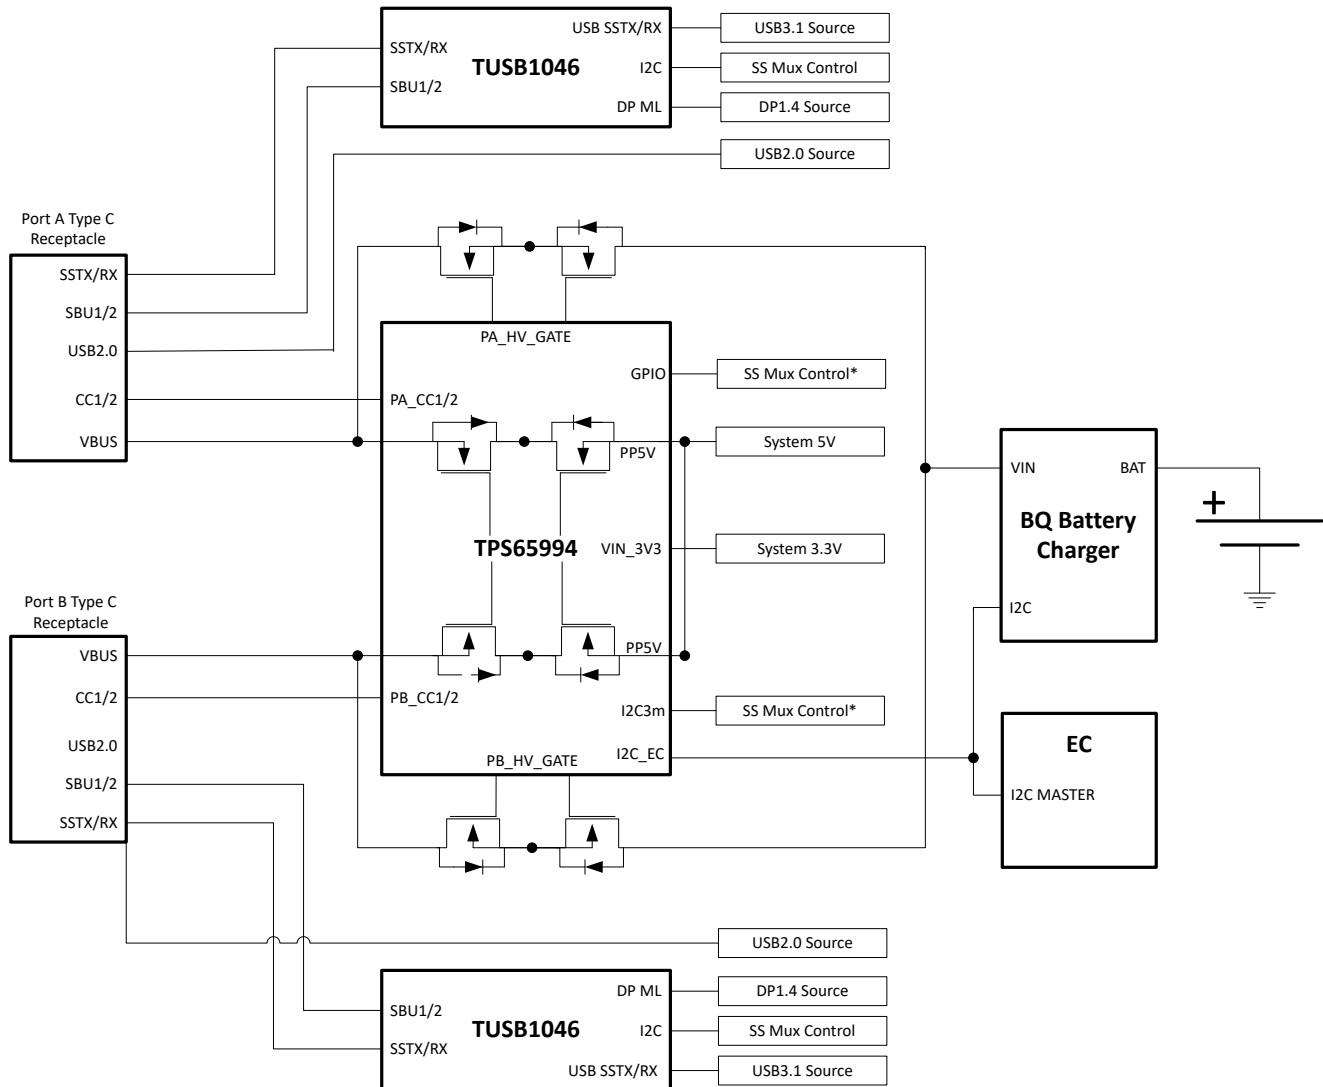 USB SSTX/RX
USB3.1 Source
SSTX/RX
TUSB1046
I2C
SS Mux Control
SBU1/2
DP ML
DP1.4 Source
USB2.0 Source
Port A Type C
Receptacle
SSTX/RX
SBU1/2
USB2.0
CC1/2
VBUS
PA_HV_GATE
GPIO
SS Mux Control*
PA_CC1/2
PP5V
System 5V
TPS65994
VIN_3V3
System 3.3V
PP5V
PB_CC1/2
I2C3m
SS Mux Control*
I2C_EC
PB_HV_GATE
VIN
BAT
BQ Battery
Charger
I2C
+
EC
I2C MASTER
Port B Type C
Receptacle
VBUS
CC1/2
USB2.0
SBU1/2
SSTX/RX
USB2.0 Source
DP ML
DP1.4 Source
SBU1/2
TUSB1046
I2C
SS Mux Control
SSTX/RX
USB SSTX/RX
USB3.1 Source